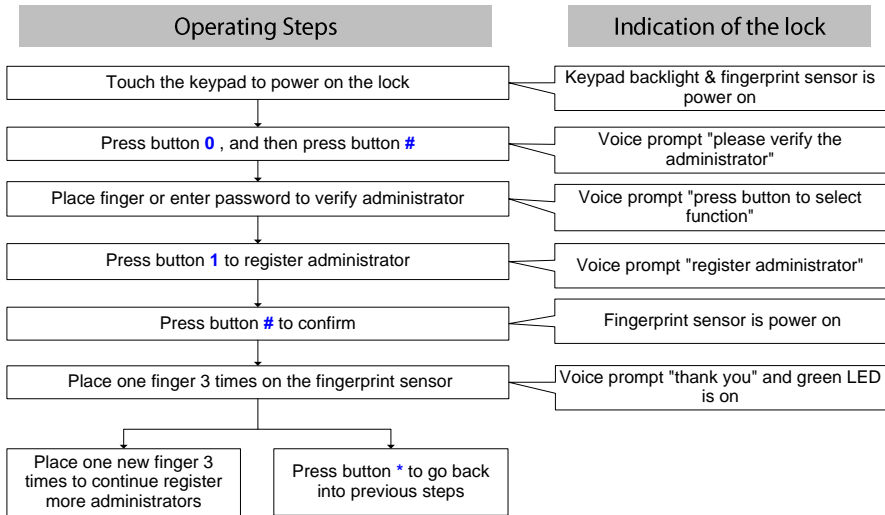 Operating Steps
Indication of the lock
Touch the keypad to power on the lock
Keypad backlight & fingerprint sensor is
power on
Press button 0 , and then press button #
Voice prompt "please verify the
administrator"
Place finger or enter password to verify administrator
Voice prompt "press button to select
function"
Press button 1 to register administrator
Voice prompt "register administrator"
Press button # to confirm
Fingerprint sensor is power on
Place one finger 3 times on the fingerprint sensor
Voice prompt "thank you" and green LED
is on
Place one new finger 3
times to continue register
more administrators
Press button * to go back
into previous steps